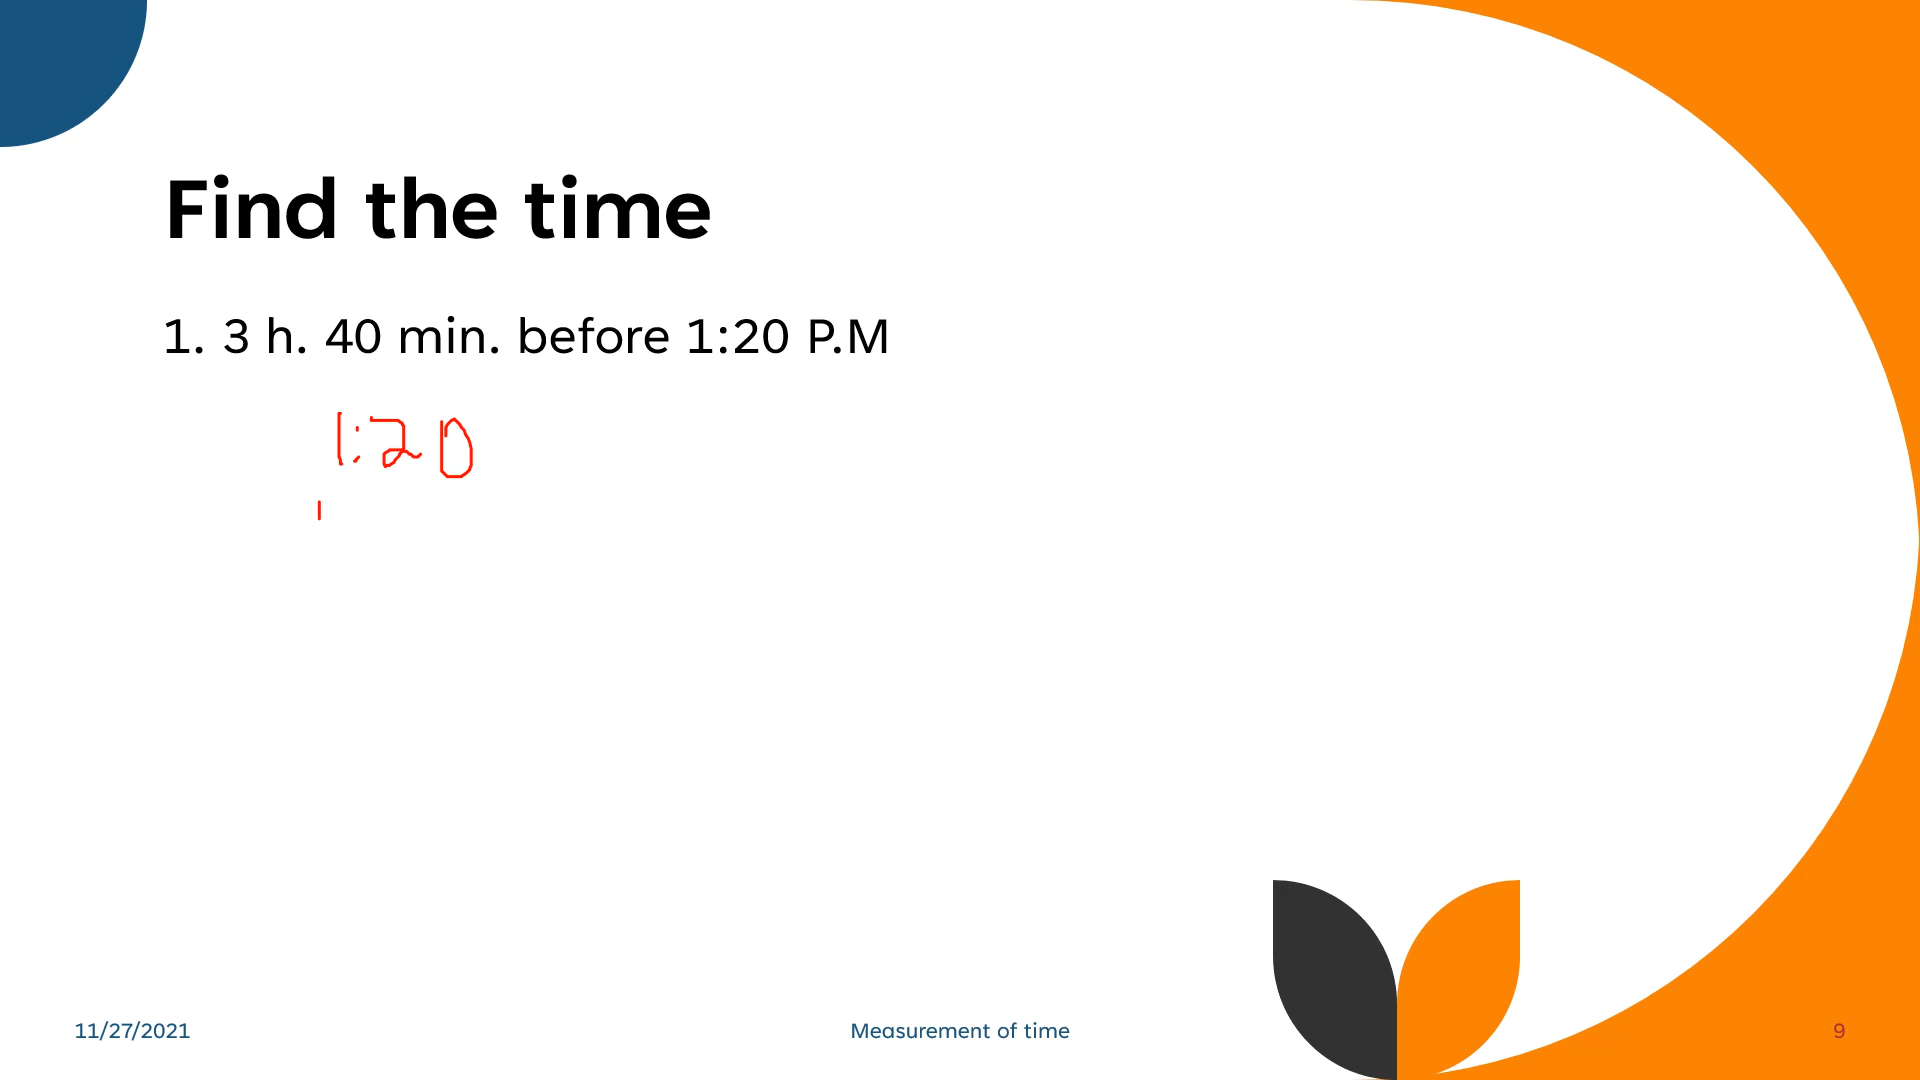 Find the time
1. 3 h. 40 min. before 1:20 P.M
1:20
11/27/2021
Measurement of time
9